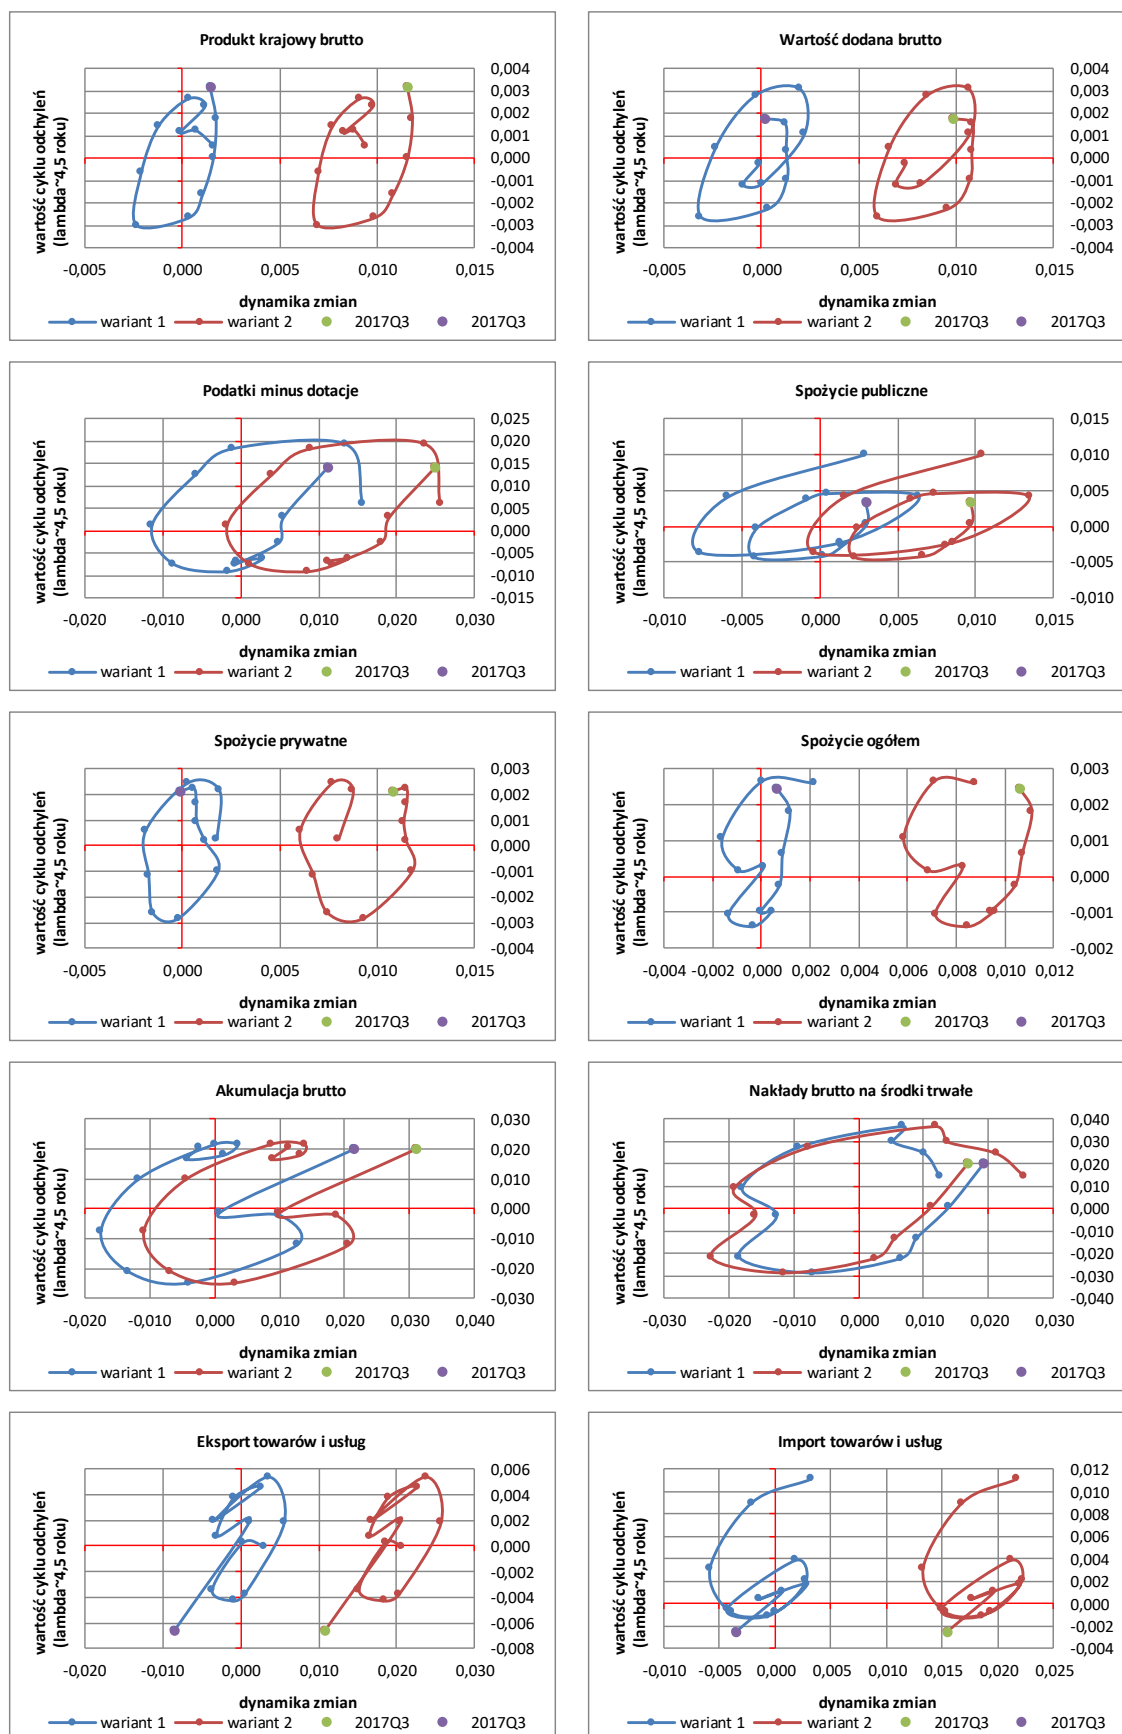 Produkt krajowy brutto
wartość cyklu odchyleń
(lambda~4,5 roku)
0,004
0,003
0,002
0,001
0,000
-0,001
-0,002
-0,003
-0,004
-0,005 0,000 0,005 0,010 0,015
dynamika zmian
wariant 1 wariant 2 2017Q3 2017Q3
Wartość dodana brutto
wartość cyklu odchyleń
(lambda~4,5 roku)
0,004
0,003
0,002
0,001
0,000
-0,001
-0,002
-0,003
-0,004
-0,005 0,000 0,005 0,010 0,015
dynamika zmian
wariant 1 wariant 2 2017Q3 2017Q3
Podatki minus dotacje
wartość cyklu odchyleń
(lambda~4,5 roku)
0,025
0,020
0,015
0,010
0,005
0,000
-0,005
-0,010
-0,015
-0,020 -0,010 0,000 0,010 0,020 0,030
dynamika zmian
wariant 1 wariant 2 2017Q3 2017Q3
Spożycie publiczne
wartość cyklu odchyleń
(lambda~4,5 roku)
0,015
0,010
0,005
0,000
-0,005
-0,010
-0,010 -0,005 0,000 0,005 0,010 0,015
dynamika zmian
wariant 1 wariant 2 2017Q3 2017Q3
Spożycie prywatne
wartość cyklu odchyleń
(lambda~4,5 roku)
0,003
0,002
0,001
0,000
-0,001
-0,002
-0,003
-0,004
-0,005 0,000 0,005 0,010 0,015
dynamika zmian
wariant 1 wariant 2 2017Q3 2017Q3
Spożycie ogółem
wartość cyklu odchyleń
(lambda~4,5 roku)
0,003
0,002
0,001
0,000
-0,001
-0,002
-0,004 -0,002 0,000 0,002 0,004 0,006 0,008 0,010 0,012
dynamika zmian
wariant 1 wariant 2 2017Q3 2017Q3
Akumulacja brutto
wartość cyklu odchyleń
(lambda~4,5 roku)
0,030
0,020
0,010
0,000
-0,010
-0,020
-0,030
-0,020 -0,010 0,000 0,010 0,020 0,030 0,040
dynamika zmian
wariant 1 wariant 2 2017Q3 2017Q3
Nakłady brutto na środki trwałe
wartość cyklu odchyleń
(lambda~4,5 roku)
0,040
0,030
0,020
0,010
0,000
-0,010
-0,020
-0,030
-0,040
-0,030 -0,020 -0,010 0,000 0,010 0,020 0,030
dynamika zmian
wariant 1 wariant 2 2017Q3 2017Q3
Eksport towarów i usług
wartość cyklu odchyleń
(lambda~4,5 roku)
0,006
0,004
0,002
0,000
-0,002
-0,004
-0,006
-0,008
-0,020 -0,010 0,000 0,010 0,020 0,030
dynamika zmian
wariant 1 wariant 2 2017Q3 2017Q3
Import towarów i usług
wartość cyklu odchyleń
(lambda~4,5 roku)
0,012
0,010
0,008
0,006
0,004
0,002
0,000
-0,002
-0,004
-0,010 -0,005 0,000 0,005 0,010 0,015 0,020 0,025
dynamika zmian
wariant 1 wariant 2 2017Q3 2017Q3